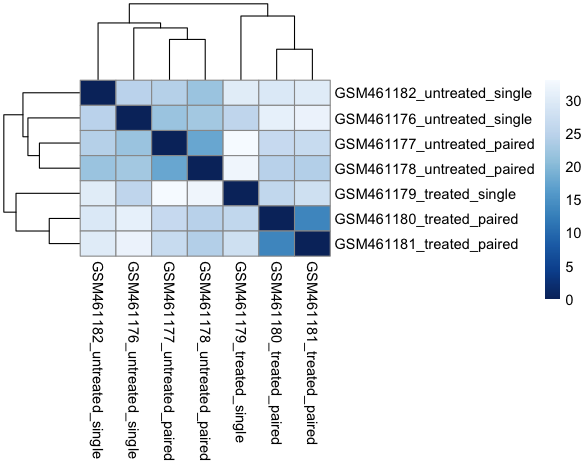 GSM461182_untreated_single
GSM461176_untreated_single
GSM461177_untreated_paired
GSM461178_untreated_paired
GSM461179_treated_single
GSM461180_treated_paired
GSM461181_treated_paired
30
25
20
15
10
5
0
GSM461182_untreated_single
GSM461176_untreated_single
GSM461177_untreated_paired
GSM461178_untreated_paired
GSM461179_treated_single
GSM461180_treated_paired
GSM461181_treated_paired